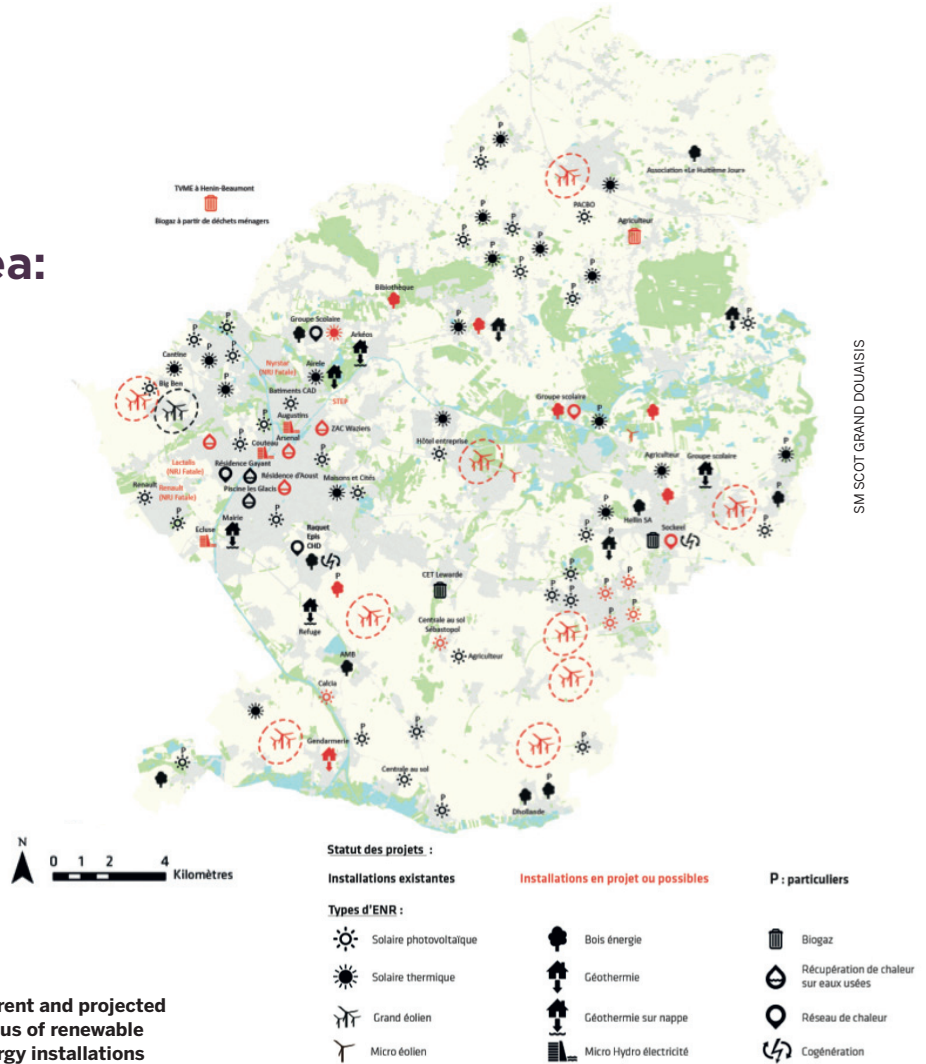 TVME à Henin-Beaumont
Biogaz à partir de déchets ménagers
ea:
P
P
Association «Le Huitième Jour»
PACBO
Agriculteur
P
P
P
P
P
P
P
P
Bibliothèque
Groupe Scolaire
Arkéos
P
P
P
P
P
P
P
P
Cantine
Nyrstar
(NRJ Fatale)
Airele
Big Ben
Batiments CAD
STEP
Augustins
ZAC Waziers
P
Couteau
Arsenal
P
P
Groupe scolaire
P
P
Hôtel entreprise
Lactalis
(NRJ Fatale)
Résidence Gayant
Résidence d'Aoust
Maisons et Cités
Agriculteur
Groupe scolaire
P
Renault
Renault
(NRJ Fatale)
Piscine les Glacis
P
P
P
P
P
P
P
Hellin SA
Sockeel
Ecluse
Mairie
Raquet
Epis
CHD
P
CET Lewarde
P
P
P
P
P
P
P
Refuge
Centrale au sol
Sébastopol
Agriculteur
AMB
Calcia
Gendarmerie
P
P
P
P
Centrale au sol
P
P
Dhollande
SM SCOT GRAND DOUAISIS
N
0 1 2 4
Kilomètres
Statut des projets :
Installations existantes
Installations en projet ou possibles
P : particuliers
Types d'ENR :
Solaire photovoltaïque
Bois énergie
Biogaz
Solaire thermique
Géothermie
Récupération de chaleur
sur eaux usées
Grand éolien
Géothermie sur nappe
Réseau de chaleur
Micro éolien
Micro Hydro électricité
Cogénération
rent and projected
us of renewable
rgy installations